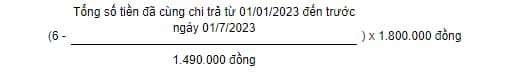 Tổng số tiền đã cùng chi trả từ 01/01/2023 đến trước
ngày 01/7/2023
(6 - ) x 1.800.000 đồng
1.490.000 đồng